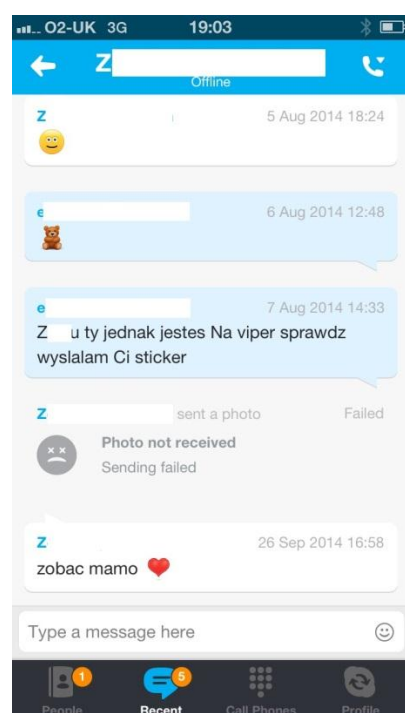 O2-UK 3G 19:03
Z
Offline
Z 5 Aug 2014 18:24
e 6 Aug 2014 12:48
e 7 Aug 2014 14:33
Z u ty jednak jestes Na viper sprawdz
wyslalam Ci sticker
Z sent a photo Failed
Photo not received
Sending failed
Z 26 Sep 2014 16:58
zobac mamo
Type a message here
1 5
People Recent Call Phones Profile